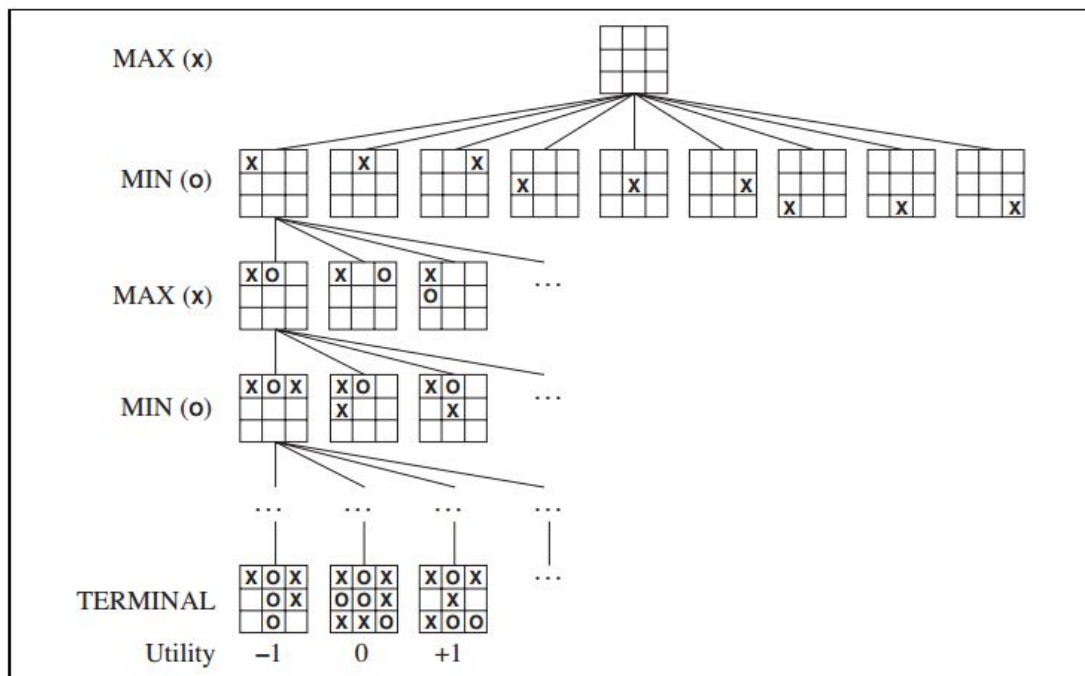 MAX (X)
MIN (O)
X X X X X X X X X
MAX (X)
X O X O X
O
...
MIN (O)
X O X X O X O
X X
...
... ... ... ...
TERMINAL
X O X X O X X O X
O X O O X X
O X X O X O O
...
Utility −1 0 +1